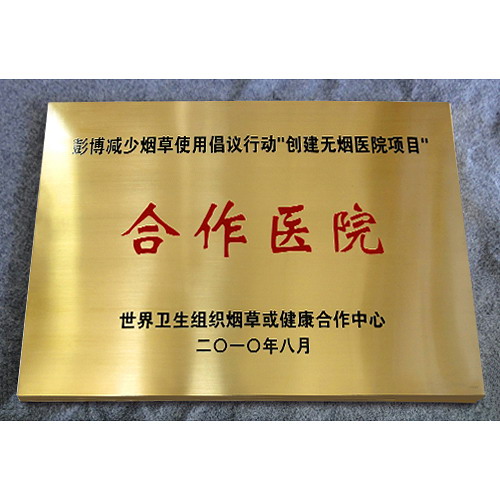 彭博减少烟草使用倡议行动"创建无烟医院项目"
合作医院
世界卫生组织烟草或健康合作中心
二〇一〇年八月